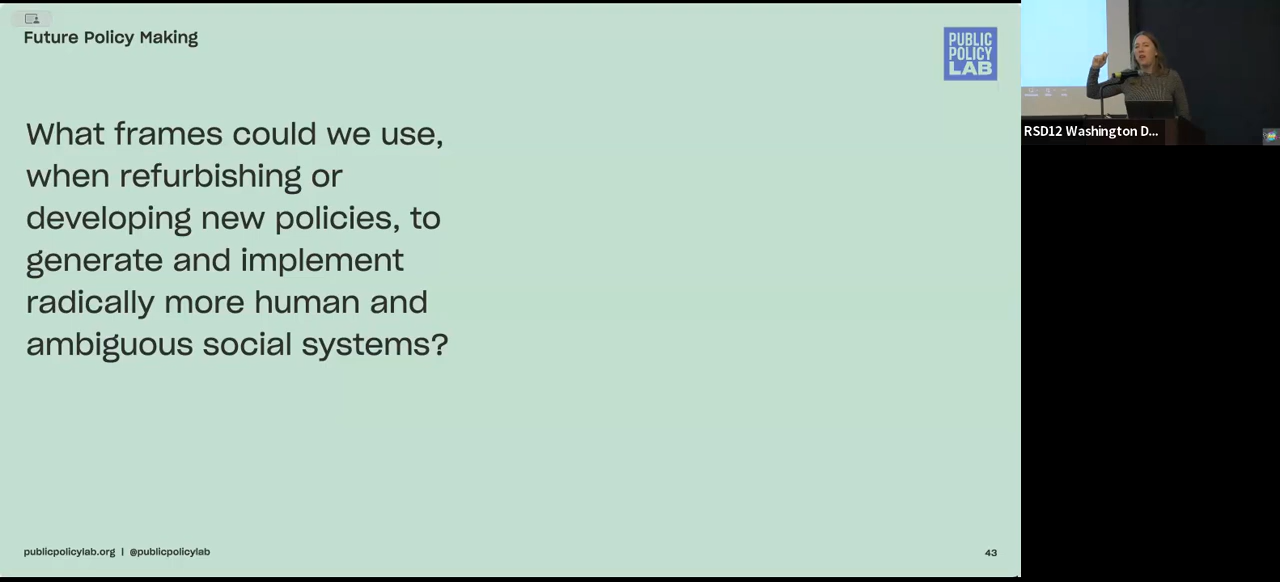 Future Policy Making
PUBLIC
POLICY
LAB
What frames could we use,
when refurbishing or
developing new policies, to
generate and implement
radically more human and
ambiguous social systems?
RSD12 Washington D...
publicpolicylab.org | @publicpolicylab
43